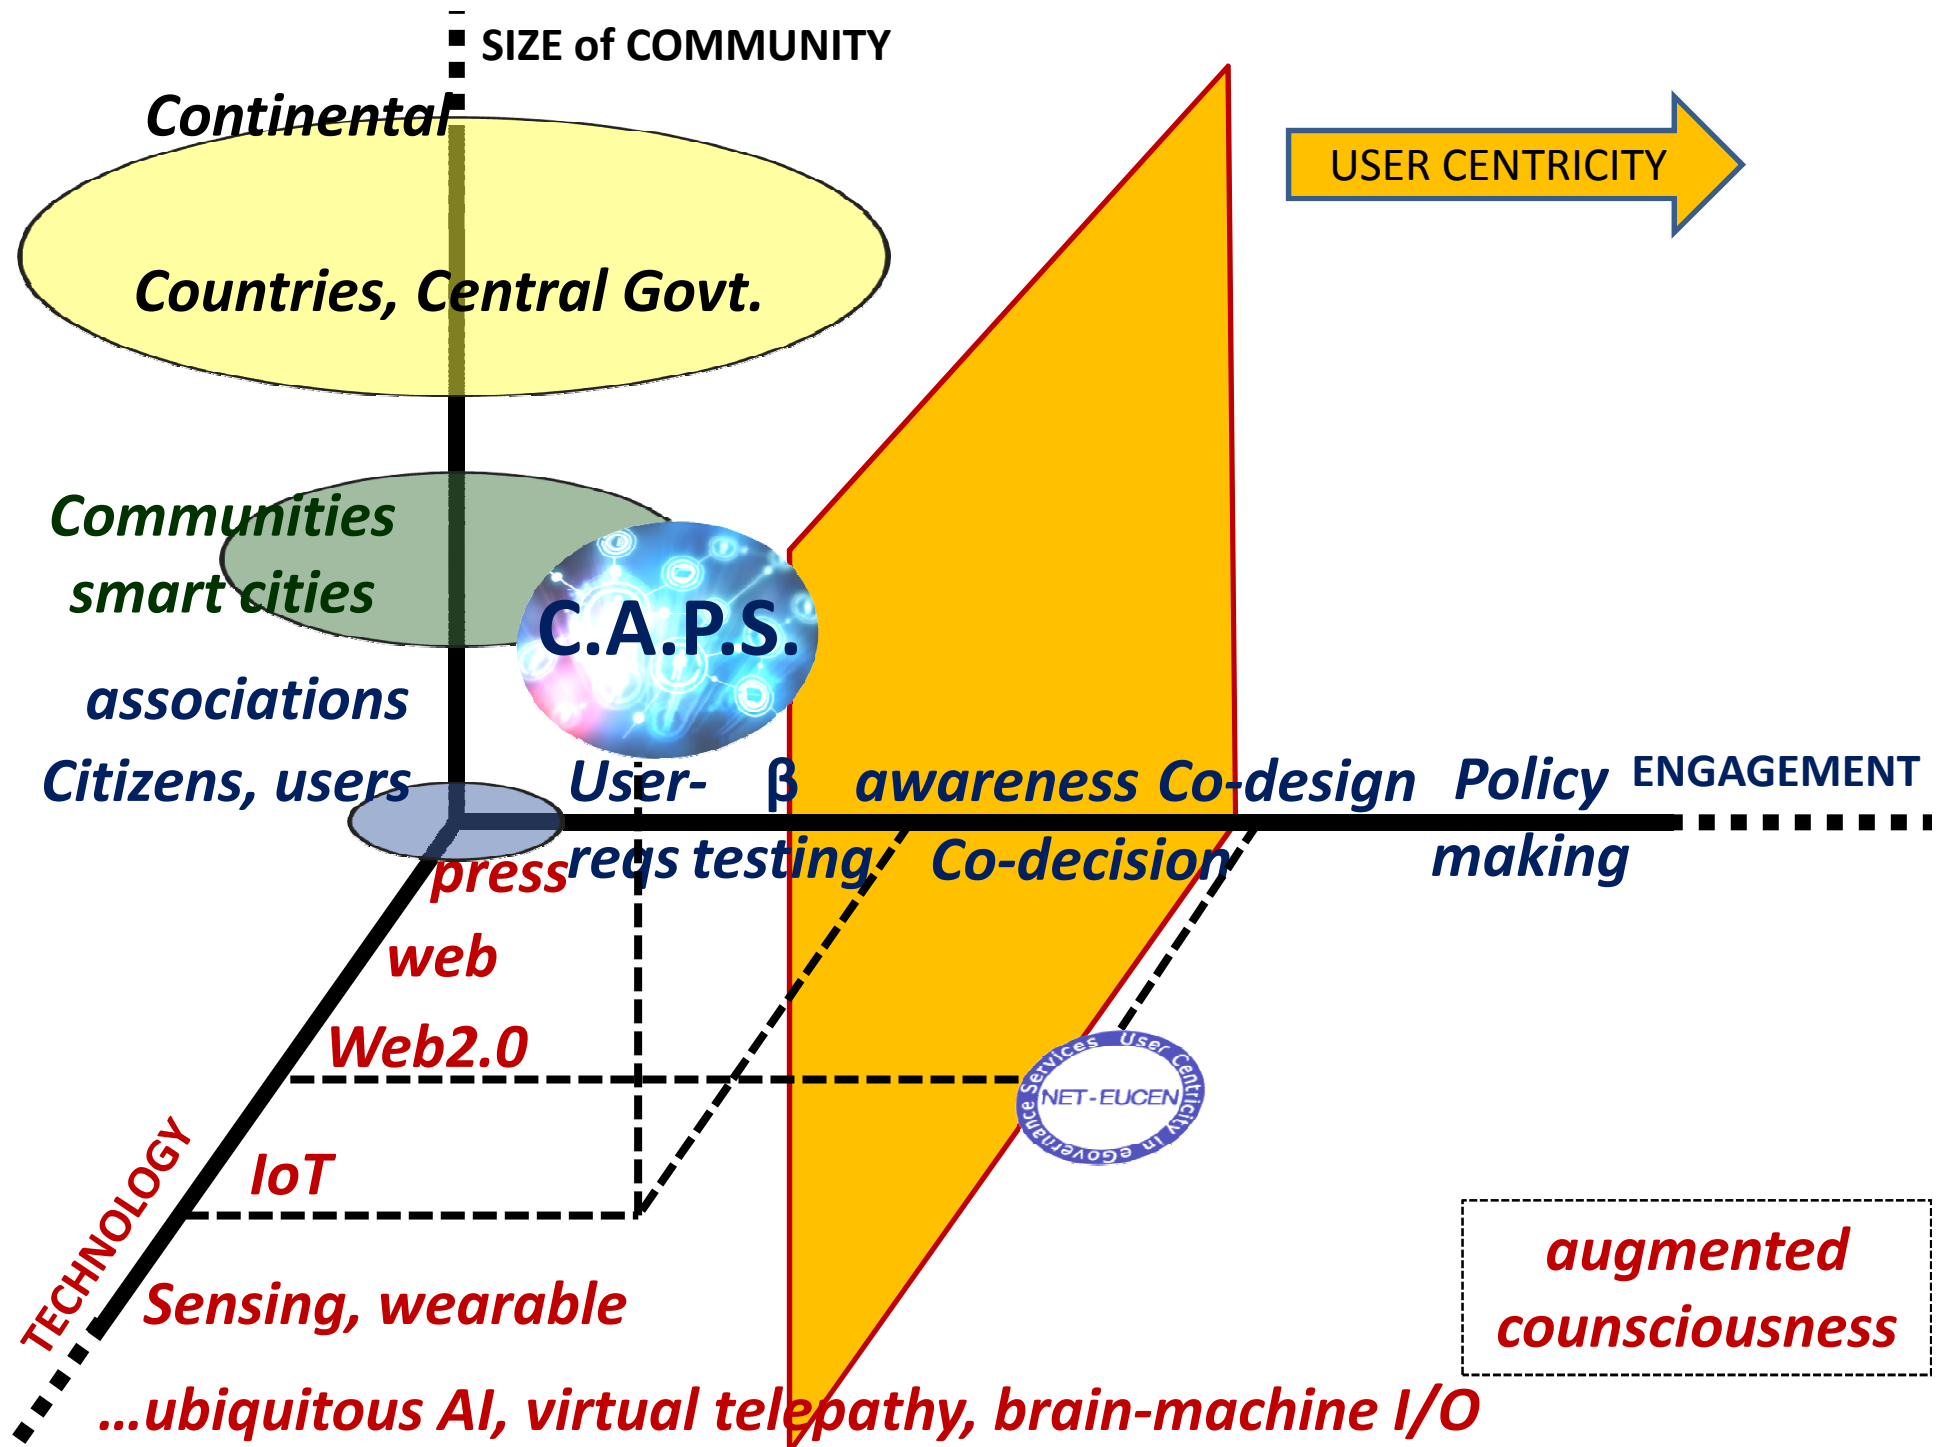 SIZE of COMMUNITY
Continental
USER CENTRICITY
Countries, Central Govt.
Communities
smart cities
C.A.P.S.
associations
Citizens, users
User-
reqs
β
testing
awareness
Co-decision
Co-design
Policy
making
ENGAGEMENT
press
web
Web2.0
NET-EUCEN
User Centricity in eGovernance Services
IoT
TECHNOLOGY
Sensing, wearable
augmented
counsciousness
...ubiquitous AI, virtual telepathy, brain-machine I/O